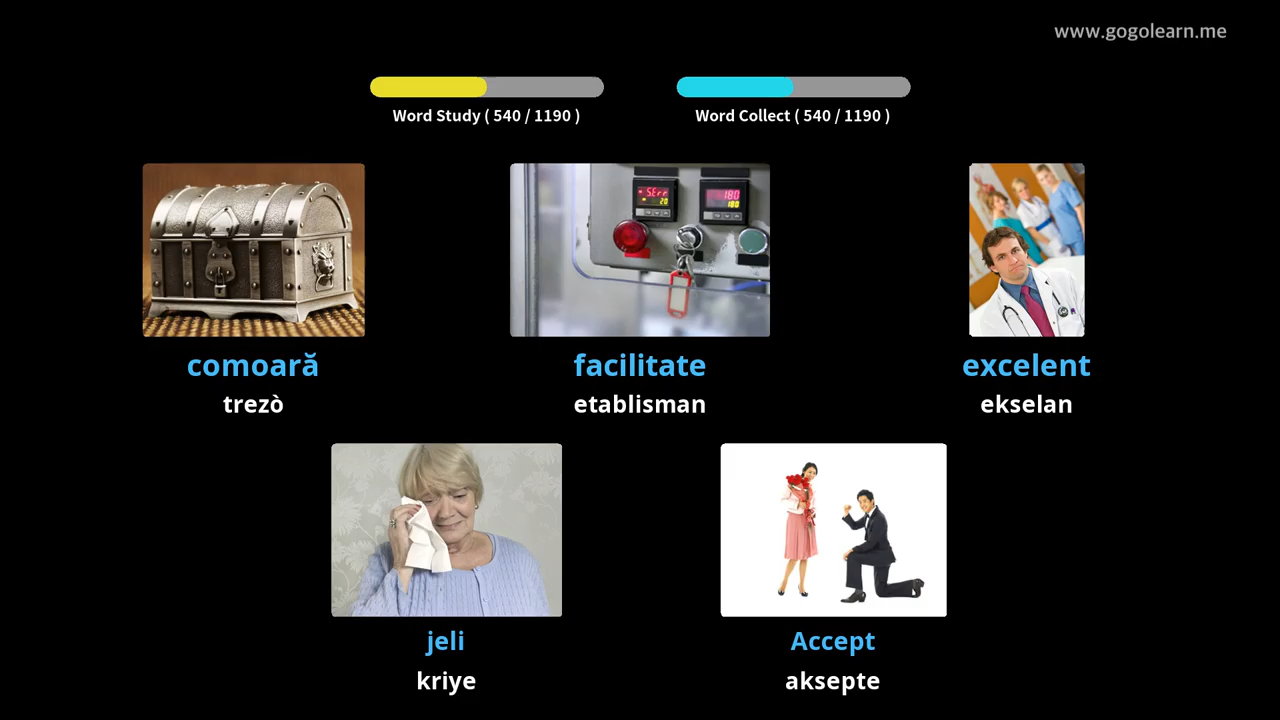 www.gogolearn.me
Word Study ( 540 / 1190 )
Word Collect ( 540 / 1190 )
comoară
trezò
facilitate
etablisman
excelent
ekselan
jeli
kriye
Accept
aksepte